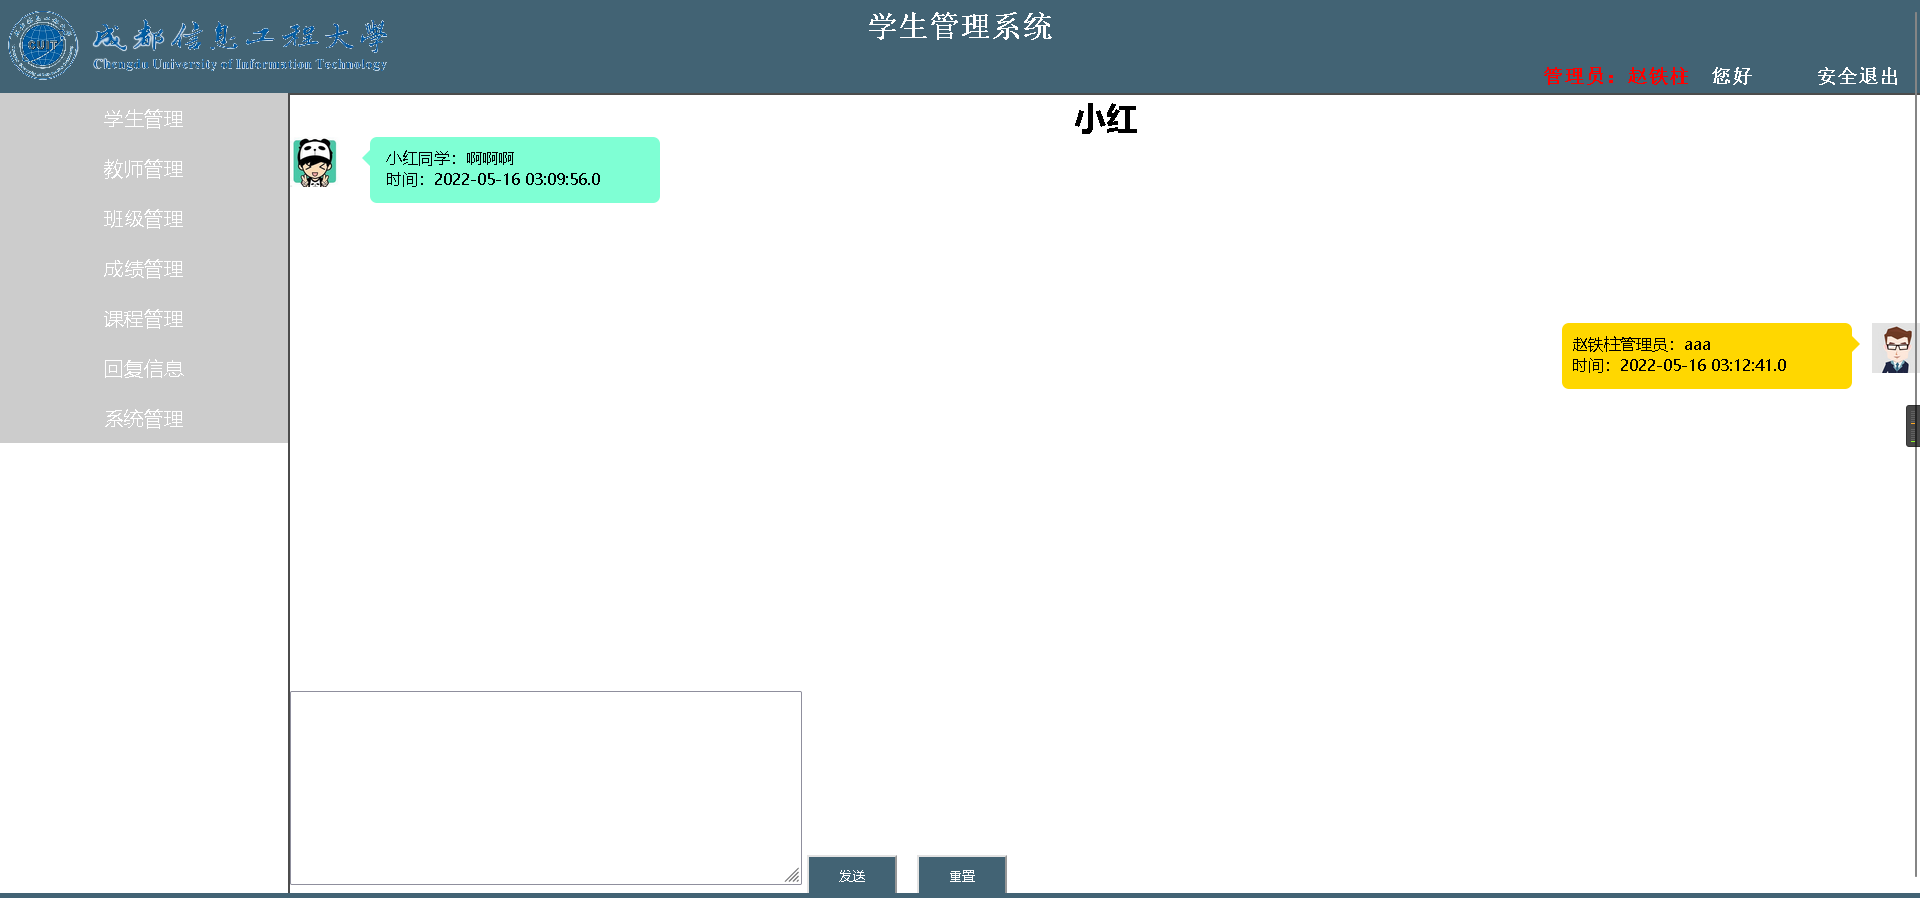 成都信息工程大學
Chengdu University of Information Technology
学生管理系统
管理员：赵铁柱 您好 安全退出
学生管理
教师管理
班级管理
成绩管理
课程管理
回复信息
系统管理
小红
小红同学：啊啊啊
时间：2022-05-16 03:09:56.0
赵铁柱管理员：aaa
时间：2022-05-16 03:12:41.0
发送 重置